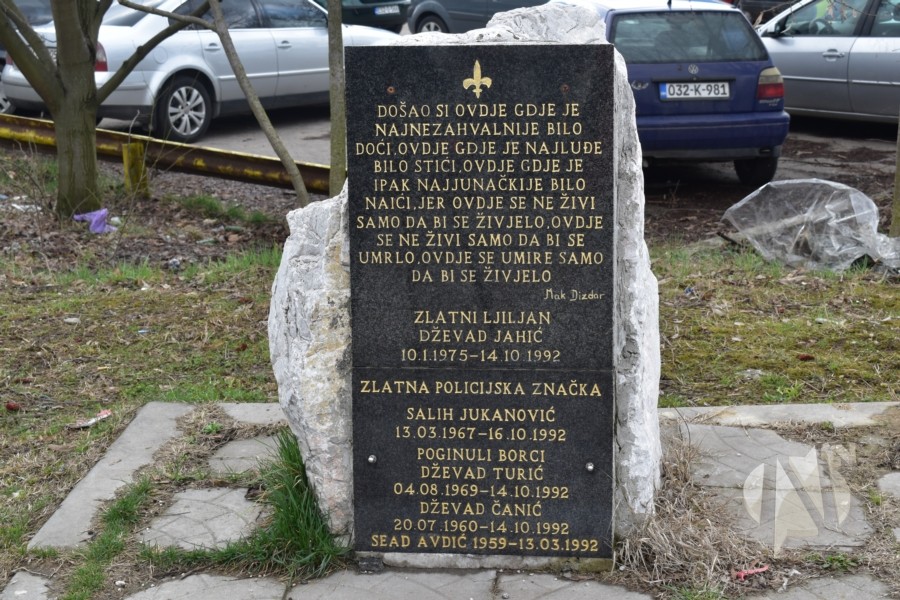 DOŠAO SI OVDJE GDJE JE
NAJNEZAHVALNIJE BILO
DOĆI,OVDJE GDJE JE NAJLUĐE
BILO STIĆI,OVDJE GDJE JE
IPAK NAJJUNAČKIJE BILO
NAIĆI,JER OVDJE SE NE ŽIVI
SAMO DA BI SE ŽIVJELO,OVDJE
SE NE ŽIVI SAMO DA BI SE
UMRLO,OVDJE SE UMIRE SAMO
DA BI SE ŽIVJELO
Mak Dizdar
ZLATNI LJILJAN
DŽEVAD JAHIĆ
10.1.1975-14.10 1992
ZLATNA POLICIJSKA ZNAČKA
SALIH JUKANOVIĆ
13.03.1967-16.10.1992
POGINULI BORCI
DŽEVAD TURIĆ
04.08.1969-14.10.1992
DŽEVAD ČANIĆ
20.07.1960-14.10.1992
SEAD AVDIĆ 1959-13.03.1992
032-K-981